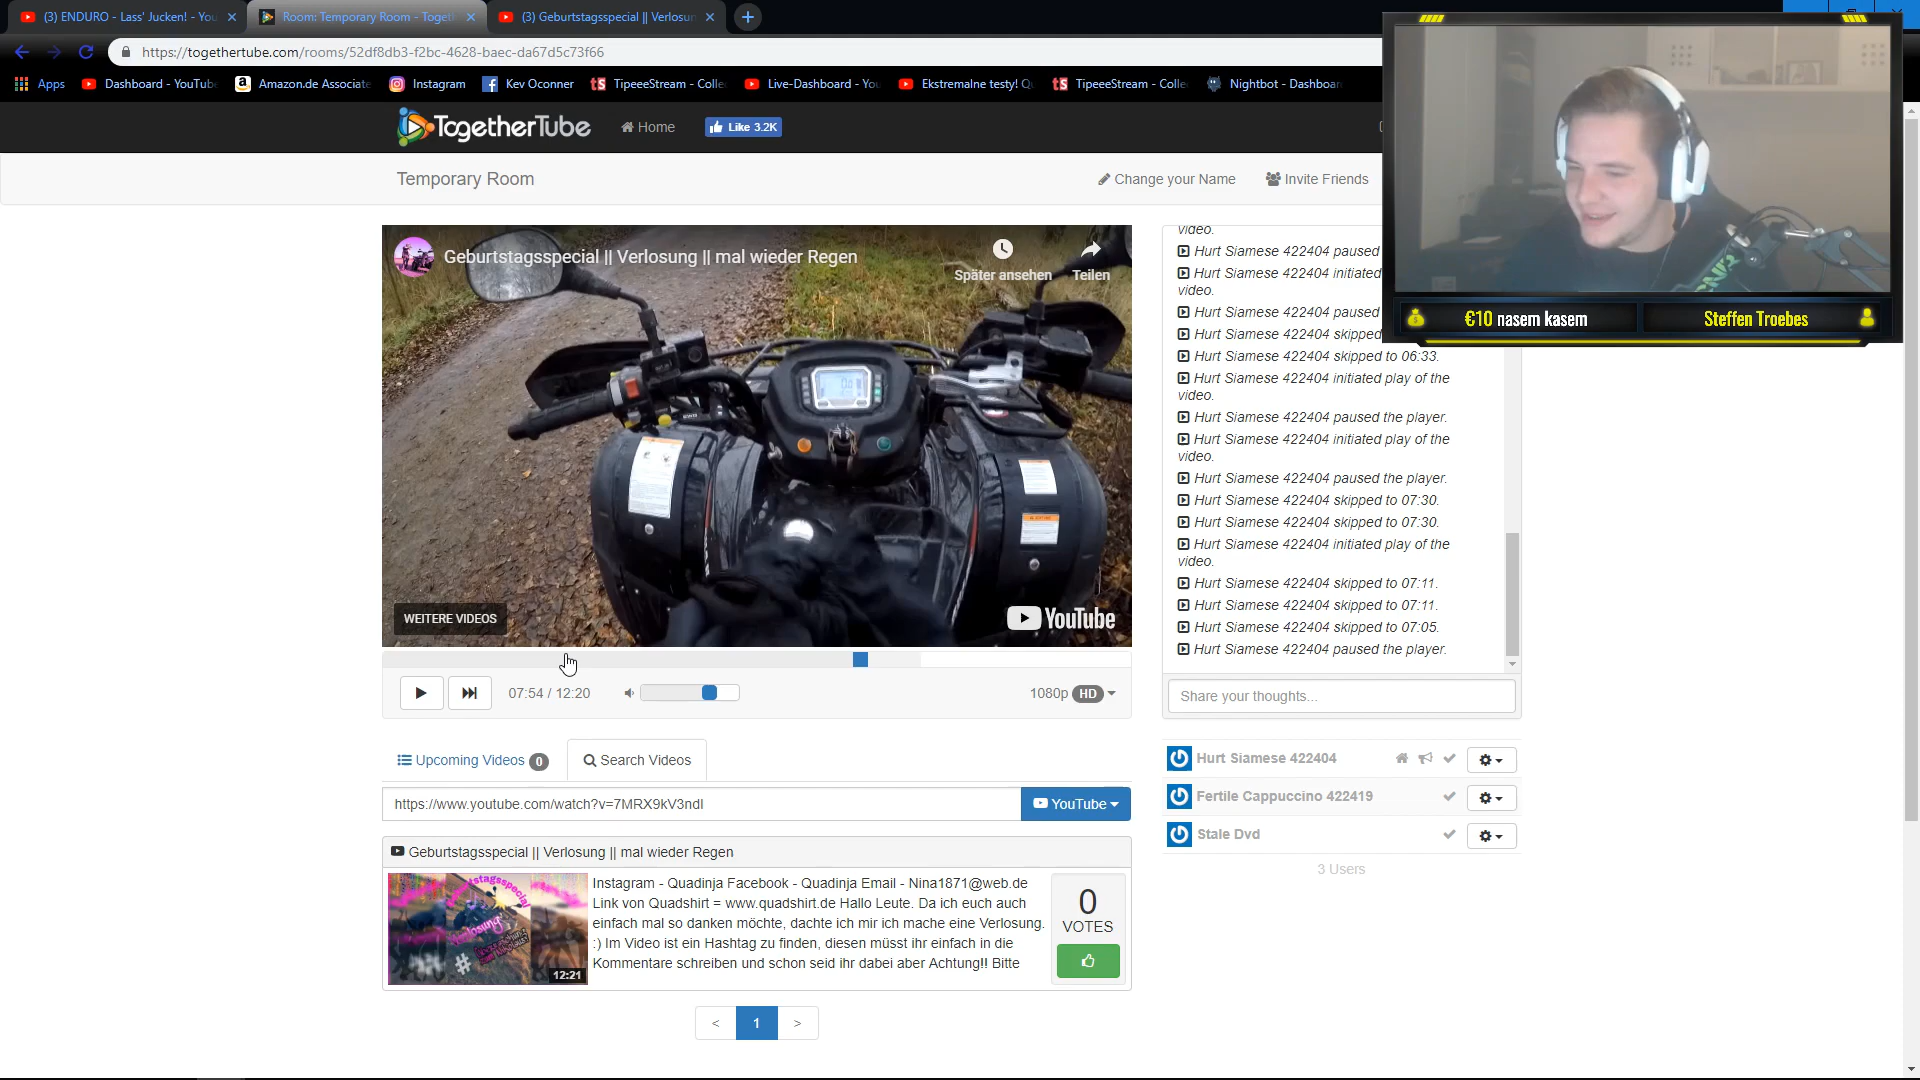 (3) ENDURO - Lass' Jucken! - You
Room: Temporary Room - Togeth
(3) Geburtstagsspecial || Verlosun
https://togethertube.com/rooms/52df8db3-f2bc-4628-baec-da67d5c73f66
Apps
Dashboard - YouTube
Amazon.de Associate
Instagram
Kev Oconner
TipeeeStream - Colle
Live-Dashboard - You
Ekstremalne testy! Q
TipeeeStream - Colle
Nightbot - Dashboar
TogetherTube
Home
Like 3.2K
Temporary Room
Change your Name
Invite Friends
Geburtstagsspecial || Verlosung || mal wieder Regen
Später ansehen
Teilen
WEITERE VIDEOS
YouTube
07:54 / 12:20
1080p HD
video.
Hurt Siamese 422404 paused
Hurt Siamese 422404 initiated
video.
Hurt Siamese 422404 paused
Hurt Siamese 422404 skipped
Hurt Siamese 422404 skipped to 06:33.
Hurt Siamese 422404 initiated play of the
video.
Hurt Siamese 422404 paused the player.
Hurt Siamese 422404 initiated play of the
video.
Hurt Siamese 422404 paused the player.
Hurt Siamese 422404 skipped to 07:30.
Hurt Siamese 422404 skipped to 07:30.
Hurt Siamese 422404 initiated play of the
video.
Hurt Siamese 422404 skipped to 07:11.
Hurt Siamese 422404 skipped to 07:11.
Hurt Siamese 422404 skipped to 07:05.
Hurt Siamese 422404 paused the player.
Share your thoughts...
€10 nasem kasem
Steffen Troebes
Upcoming Videos 0
Search Videos
https://www.youtube.com/watch?v=7MRX9kV3ndI
YouTube
Geburtstagsspecial || Verlosung || mal wieder Regen
Instagram - Quadinja Facebook - Quadinja Email - Nina1871@web.de
Link von Quadshirt = www.quadshirt.de Hallo Leute. Da ich euch auch
einfach mal so danken möchte, dachte ich mir ich mache eine Verlosung.
:) Im Video ist ein Hashtag zu finden, diesen müsst ihr einfach in die
Kommentare schreiben und schon seid ihr dabei aber Achtung!! Bitte
Verlosung
#
12:21
0
VOTES
< 1 >
Hurt Siamese 422404
Fertile Cappuccino 422419
Stale Dvd
3 Users